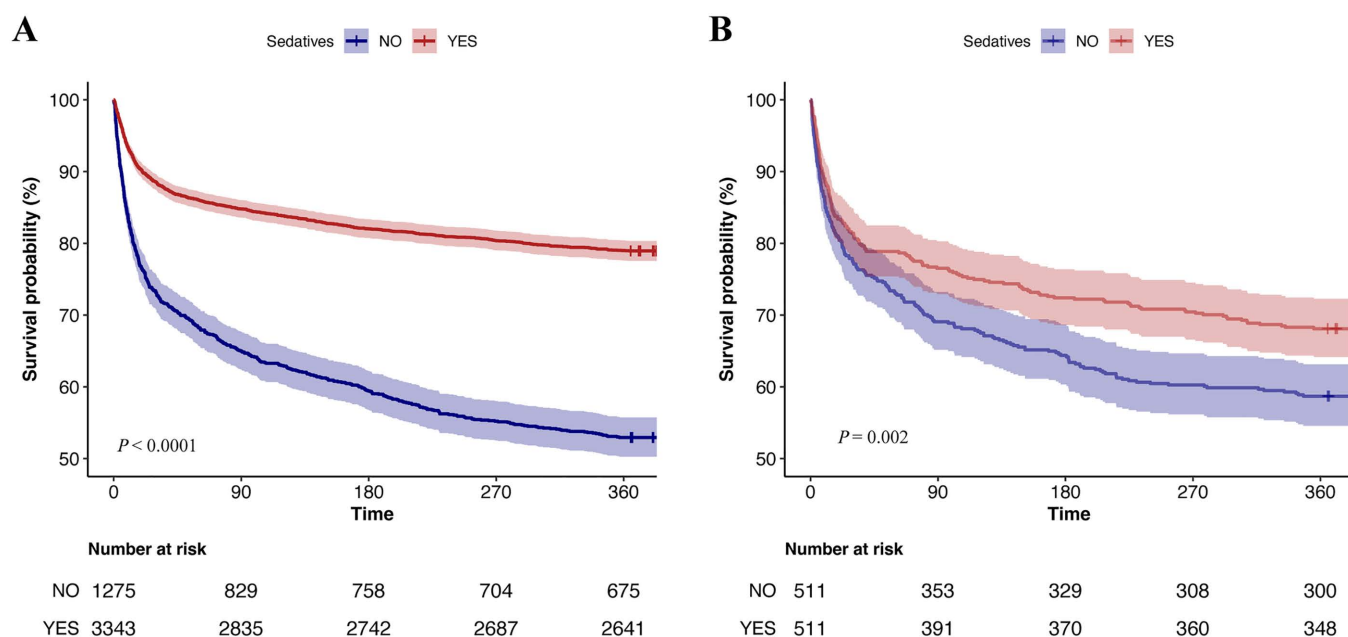 A
Sedatives NO YES
Survival probability (%)
100
90
80
70
60
50
P < 0.0001
0 90 180 270 360
Time
Number at risk
NO 1275 829 758 704 675
YES 3343 2835 2742 2687 2641
B
Sedatives NO YES
Survival probability (%)
100
90
80
70
60
50
P = 0.002
0 90 180 270 360
Time
Number at risk
NO 511 353 329 308 300
YES 511 391 370 360 348